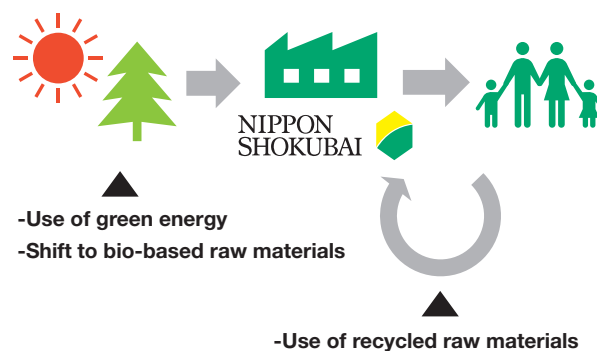 NIPPON
SHOKUBAI
-Use of green energy
-Shift to bio-based raw materials
-Use of recycled raw materials